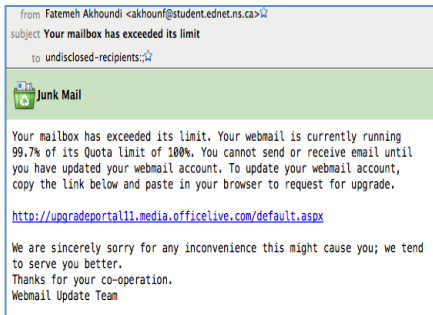 from Fatemeh Akhoundi <akhounf@student.ednet.ns.ca>
subject Your mailbox has exceeded its limit
to undisclosed-recipients:;
Junk Mail
Your mailbox has exceeded its limit. Your webmail is currently running
99.7% of its Quota limit of 100%. You cannot send or receive email until
you have updated your webmail account. To update your webmail account,
copy the link below and paste in your browser to request for upgrade.
http://upgradeportal11.media.officelive.com/default.aspx
We are sincerely sorry for any inconvenience this might cause you; we tend
to serve you better.
Thanks for your co-operation.
Webmail Update Team